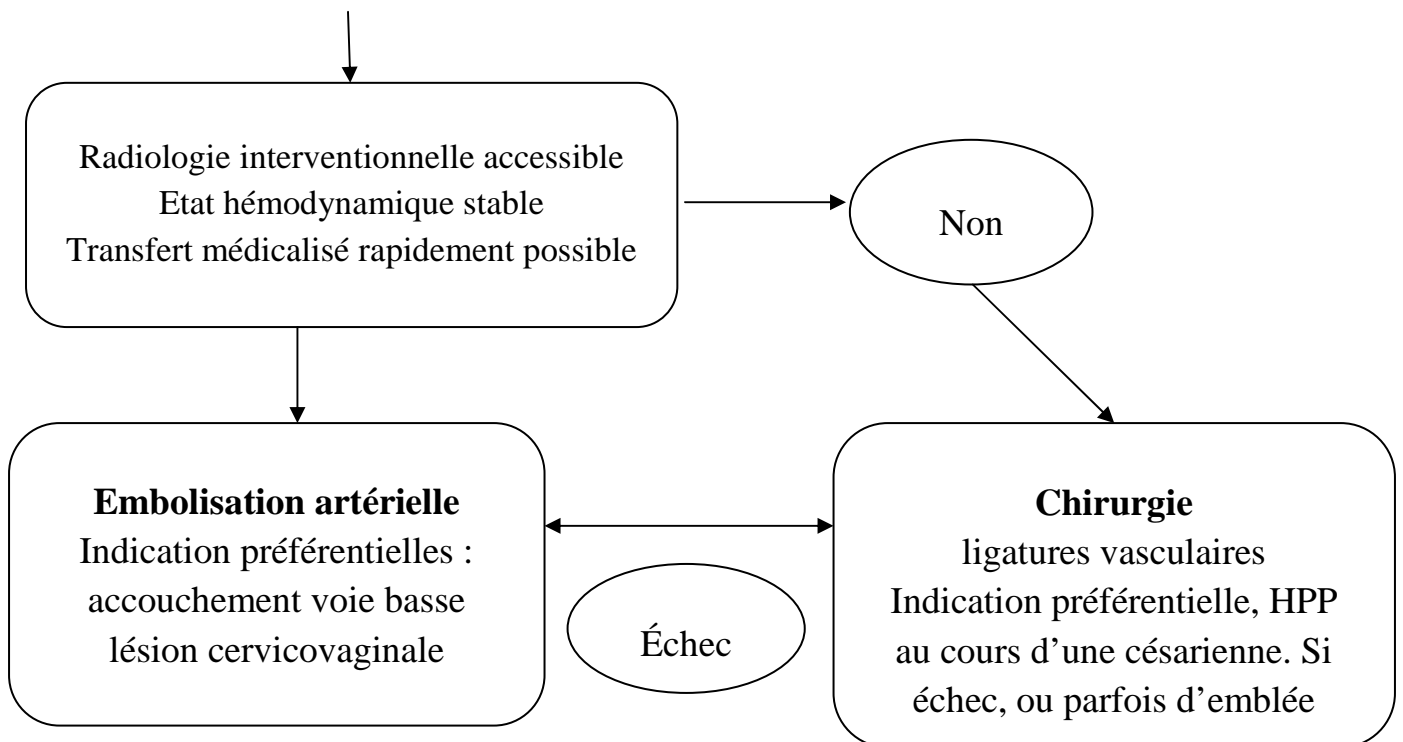 Radiologie interventionnelle accessible
Etat hémodynamique stable
Transfert médicalisé rapidement possible
Non
Embolisation artérielle
Indication préférentielles :
accouchement voie basse
lésion cervicovaginale
Échec
Chirurgie
ligatures vasculaires
Indication préférentielle, HPP
au cours d’une césarienne. Si
échec, ou parfois d’emblée